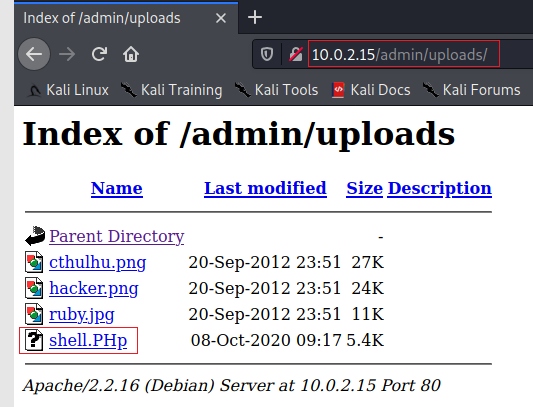 Index of /admin/uploads
10.0.2.15/admin/uploads/
Kali Linux Kali Training Kali Tools Kali Docs Kali Forums
Index of /admin/uploads
Name Last modified Size Description
Parent Directory -
cthulhu.png 20-Sep-2012 23:51 27K
hacker.png 20-Sep-2012 23:51 24K
ruby.jpg 20-Sep-2012 23:51 11K
shell.PHp 08-Oct-2020 09:17 5.4K
Apache/2.2.16 (Debian) Server at 10.0.2.15 Port 80